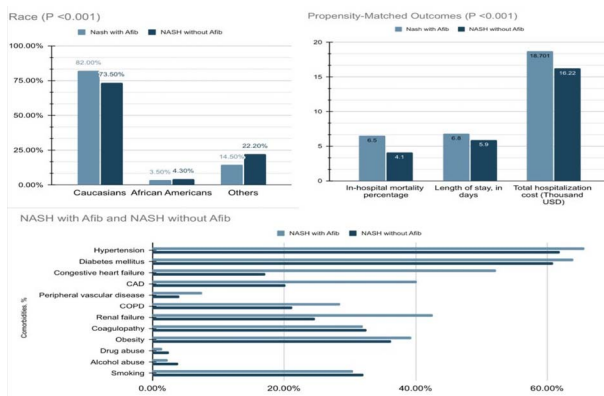 Race (P <0.001)
Nash with Afib
NASH without Afib
100.00%
75.00%
50.00%
25.00%
0.00%
82.00%
73.50%
3.50%
4.30%
14.50%
22.20%
Caucasians
African Americans
Others
Propensity-Matched Outcomes (P <0.001)
Nash with Afib
NASH without Afib
20
15
10
5
0
6.5
4.1
6.8
5.9
18.701
16.22
In-hospital mortality
percentage
Length of stay, in
days
Total hospitalization
cost (Thousand
USD)
NASH with Afib and NASH without Afib
NASH with Afib
NASH without Afib
Comorbidities, %
Hypertension
Diabetes mellitus
Congestive heart failure
CAD
Peripheral vascular disease
COPD
Renal failure
Coagulopathy
Obesity
Drug abuse
Alcohol abuse
Smoking
0.00%
20.00%
40.00%
60.00%